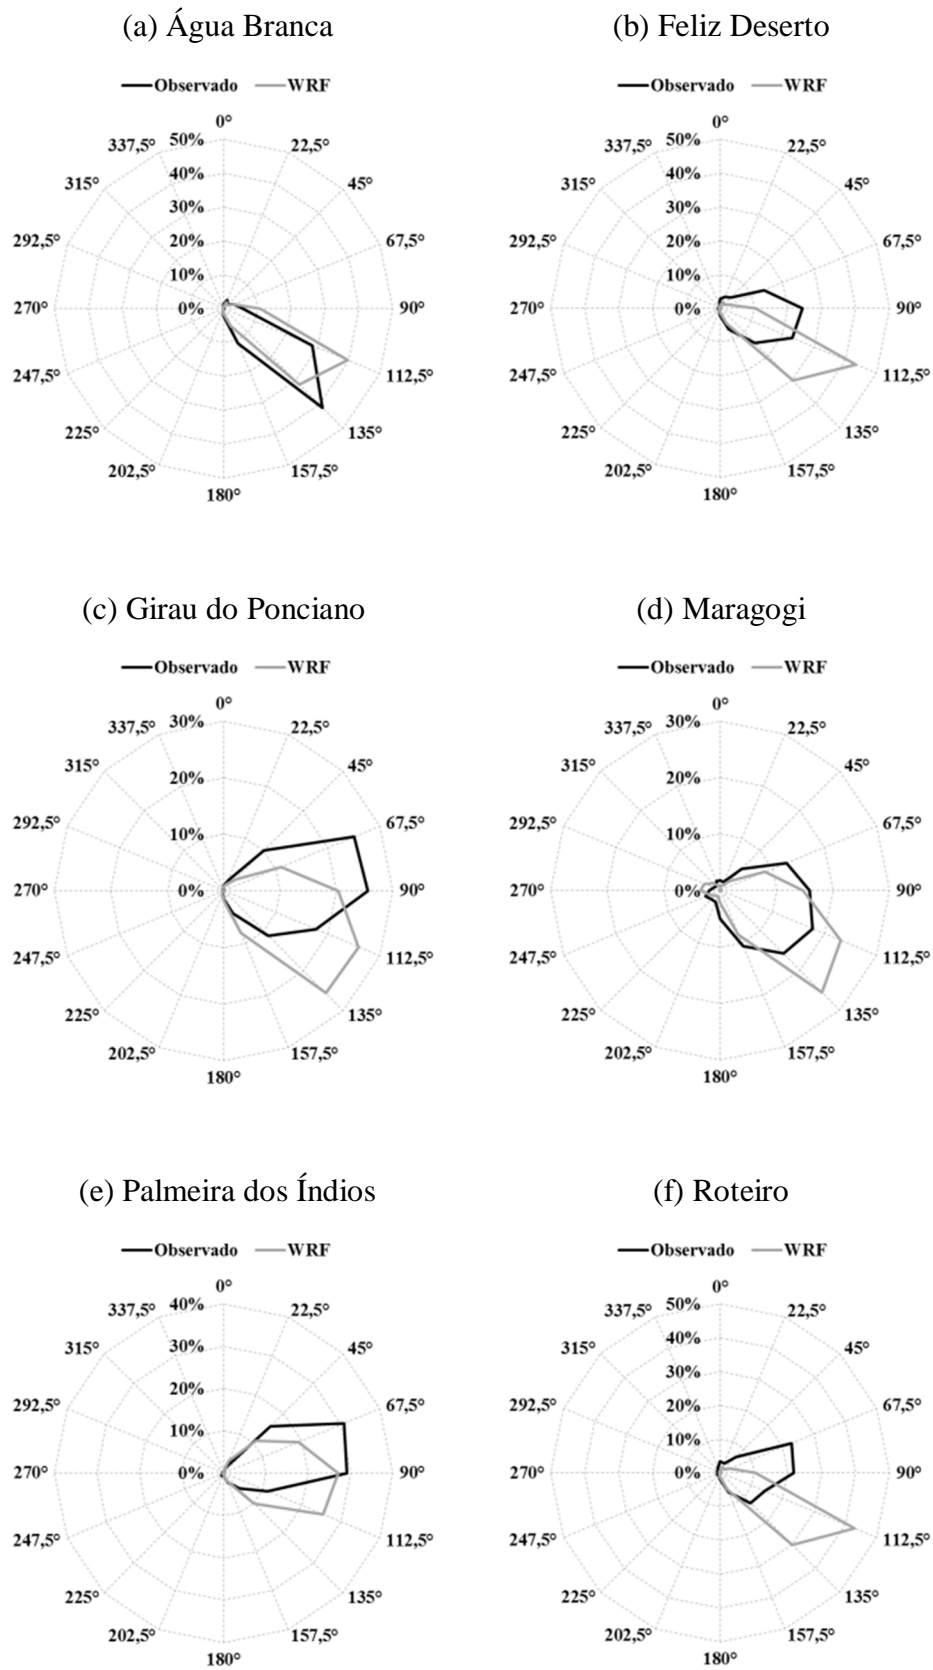 (a) Água Branca
Observado WRF
0°
337,5° 50% 22,5°
315° 40% 45°
30%
292,5° 20% 67,5°
10%
270° 0% 90°
247,5° 112,5°
225° 135°
202,5° 157,5°
180°
(b) Feliz Deserto
Observado WRF
0°
337,5° 50% 22,5°
315° 40% 45°
30%
292,5° 20% 67,5°
10%
270° 0% 90°
247,5° 112,5°
225° 135°
202,5° 157,5°
180°
(c) Girau do Ponciano
Observado WRF
0°
337,5° 30% 22,5°
315° 20% 45°
292,5° 10% 67,5°
270° 0% 90°
247,5° 112,5°
225° 135°
202,5° 157,5°
180°
(d) Maragogi
Observado WRF
0°
337,5° 30% 22,5°
315° 20% 45°
292,5° 10% 67,5°
270° 0% 90°
247,5° 112,5°
225° 135°
202,5° 157,5°
180°
(e) Palmeira dos Índios
Observado WRF
0°
337,5° 40% 22,5°
315° 30% 45°
292,5° 20% 67,5°
10%
270° 0% 90°
247,5° 112,5°
225° 135°
202,5° 157,5°
180°
(f) Roteiro
Observado WRF
0°
337,5° 50% 22,5°
315° 40% 45°
30%
292,5° 20% 67,5°
10%
270° 0% 90°
247,5° 112,5°
225° 135°
202,5° 157,5°
180°